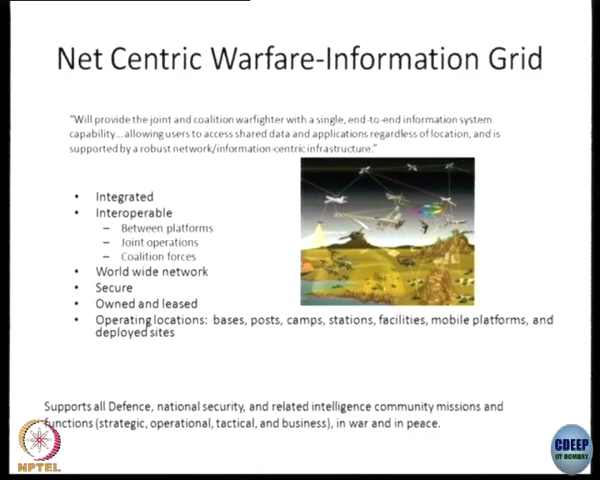 Net Centric Warfare-Information Grid
"Will provide the joint and coalition warfighter with a single, end-to-end information system
capability... allowing users to access shared data and applications regardless of location, and is
supported by a robust network/information-centric infrastructure."
• Integrated
• Interoperable
– Between platforms
– Joint operations
– Coalition forces
• World wide network
• Secure
• Owned and leased
• Operating locations: bases, posts, camps, stations, facilities, mobile platforms, and
deployed sites
Supports all Defence, national security, and related intelligence community missions and
functions (strategic, operational, tactical, and business), in war and in peace.
NPTEL
CDEEP
IIT BOMBAY